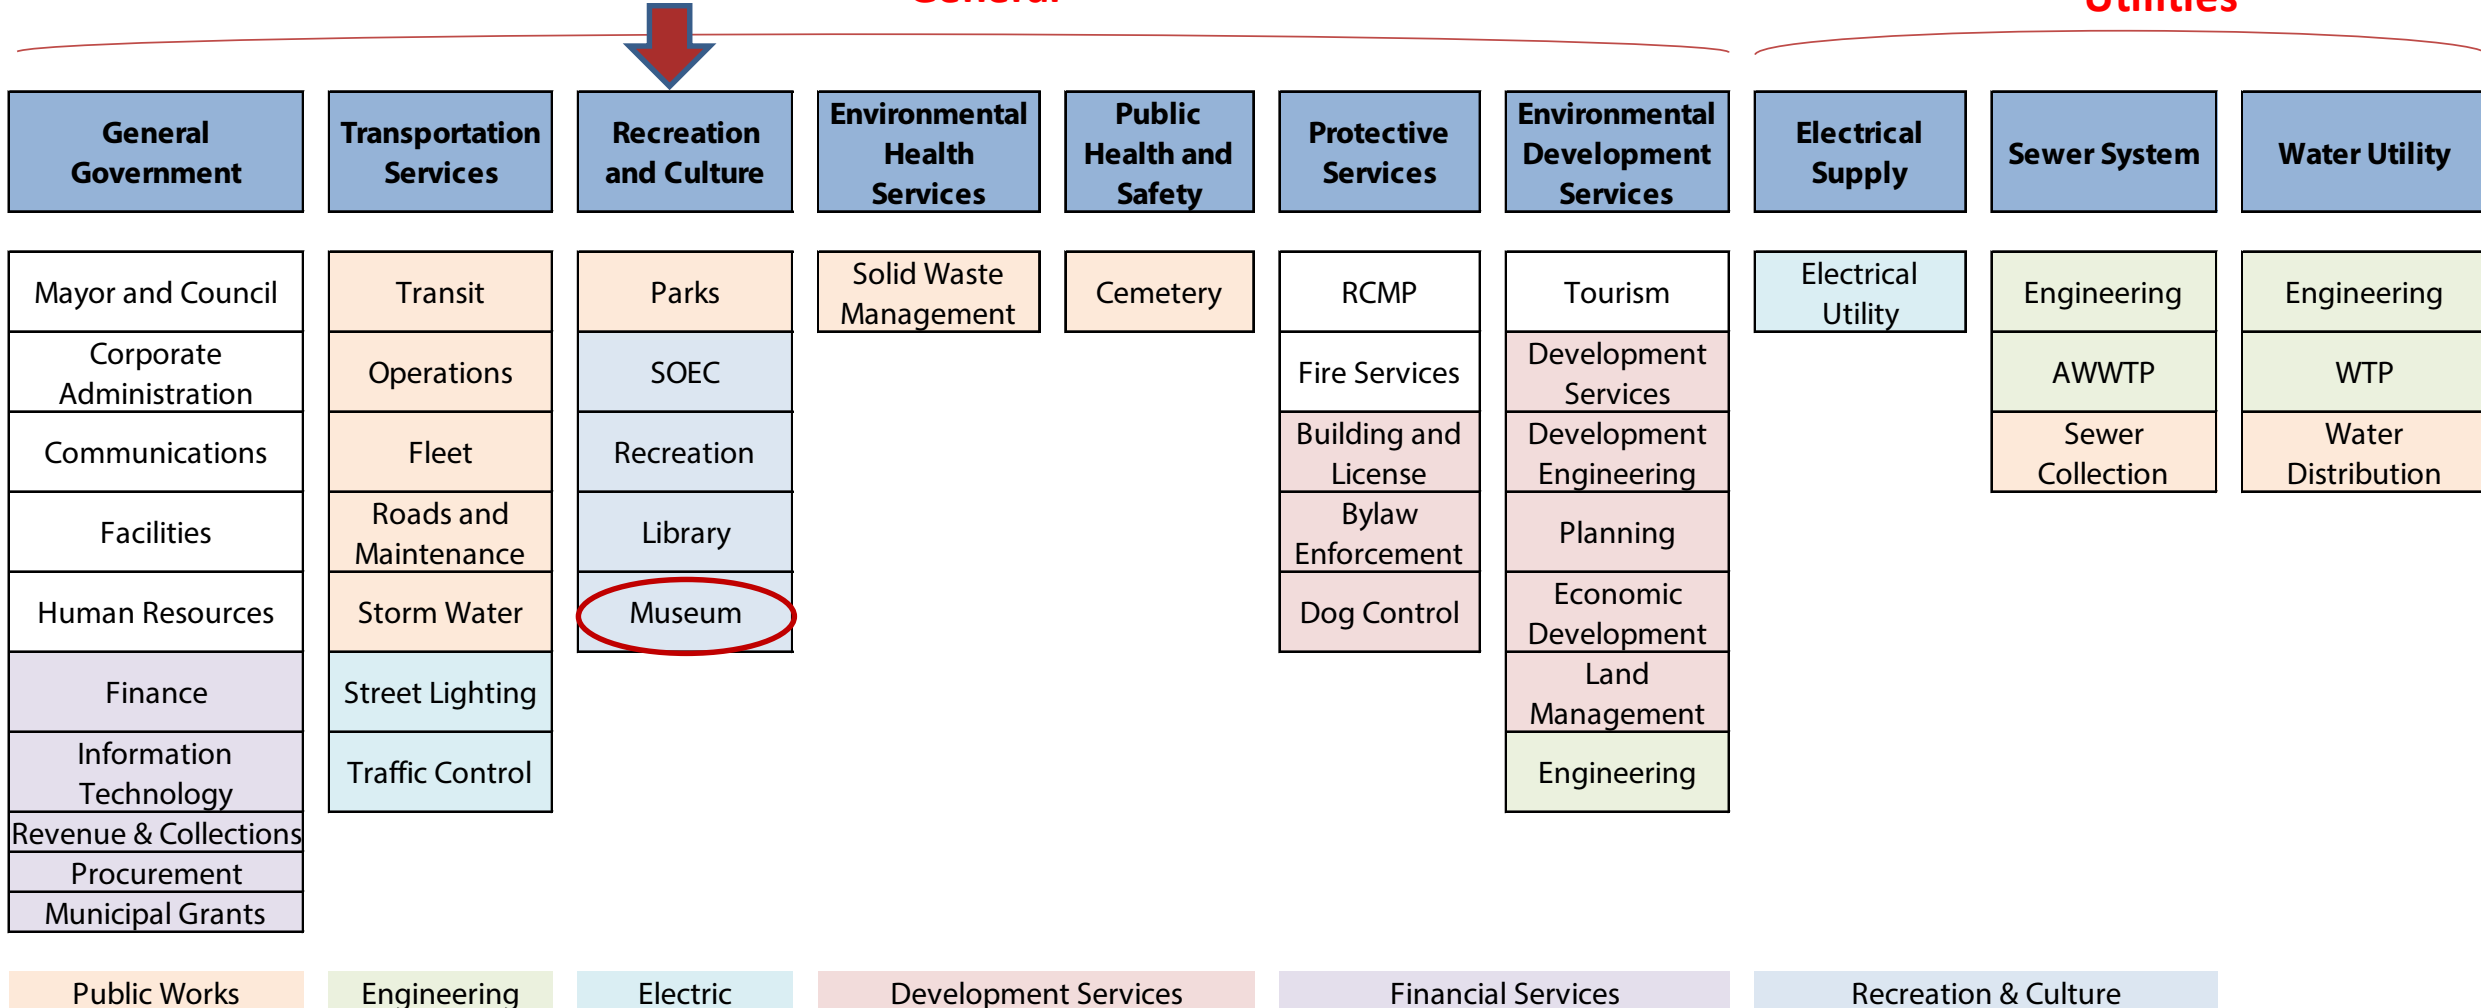 General
Utilities
General
Government
Transportation
Services
Recreation
and Culture
Environmental
Health
Services
Public
Health and
Safety
Protective
Services
Environmental
Development
Services
Electrical
Supply
Sewer System
Water Utility
Mayor and Council
Corporate
Administration
Communications
Facilities
Human Resources
Finance
Information
Technology
Revenue & Collections
Procurement
Municipal Grants
Transit
Operations
Fleet
Roads and
Maintenance
Storm Water
Street Lighting
Traffic Control
Parks
SOEC
Recreation
Library
Museum
Solid Waste
Management
Cemetery
RCMP
Fire Services
Building and
License
Bylaw
Enforcement
Dog Control
Tourism
Development
Services
Development
Engineering
Planning
Economic
Development
Land
Management
Engineering
Electrical
Utility
Engineering
AWWTP
Sewer
Collection
Engineering
WTP
Water
Distribution
Public Works
Engineering
Electric
Development Services
Financial Services
Recreation & Culture